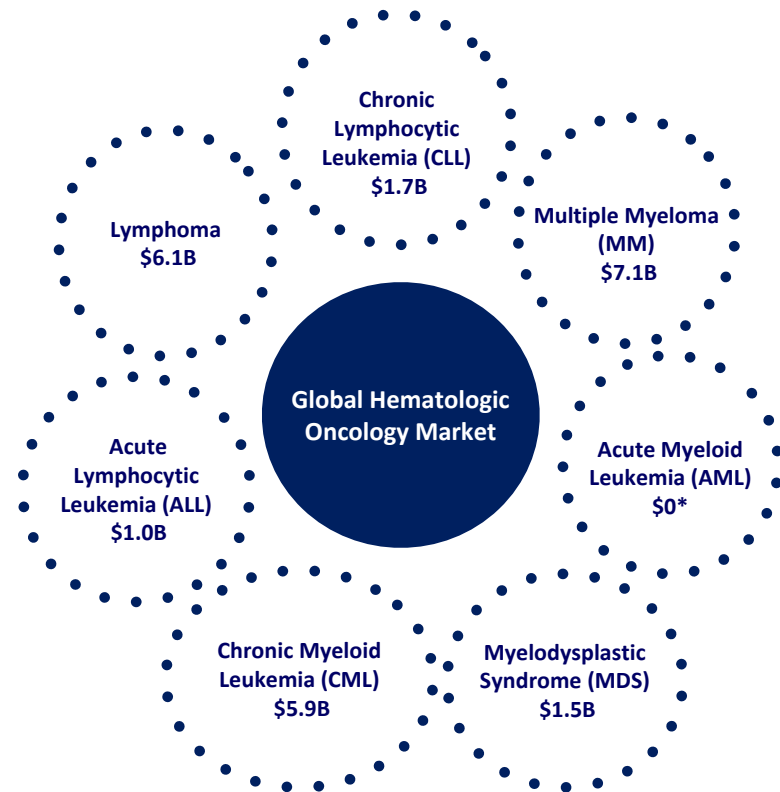 Chronic
Lymphocytic
Leukemia (CLL)
$1.7B
Multiple Myeloma
(MM)
$7.1B
Lymphoma
$6.1B
Global Hematologic
Oncology Market
Acute Myeloid
Leukemia (AML)
$0*
Acute
Lymphocytic
Leukemia (ALL)
$1.0B
Chronic Myeloid
Leukemia (CML)
$5.9B
Myelodysplastic
Syndrome (MDS)
$1.5B